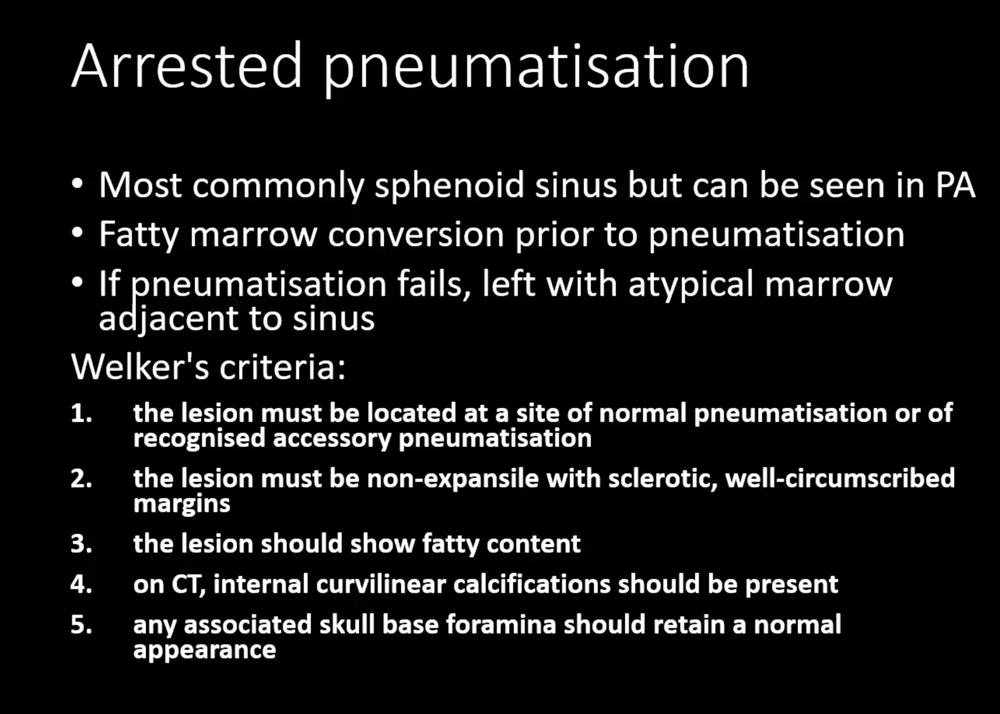 Arrested pneumatisation
• Most commonly sphenoid sinus but can be seen in PA
• Fatty marrow conversion prior to pneumatisation
• If pneumatisation fails, left with atypical marrow
adjacent to sinus
Welker's criteria:
1. the lesion must be located at a site of normal pneumatisation or of
recognised accessory pneumatisation
2. the lesion must be non-expansile with sclerotic, well-circumscribed
margins
3. the lesion should show fatty content
4. on CT, internal curvilinear calcifications should be present
5. any associated skull base foramina should retain a normal
appearance